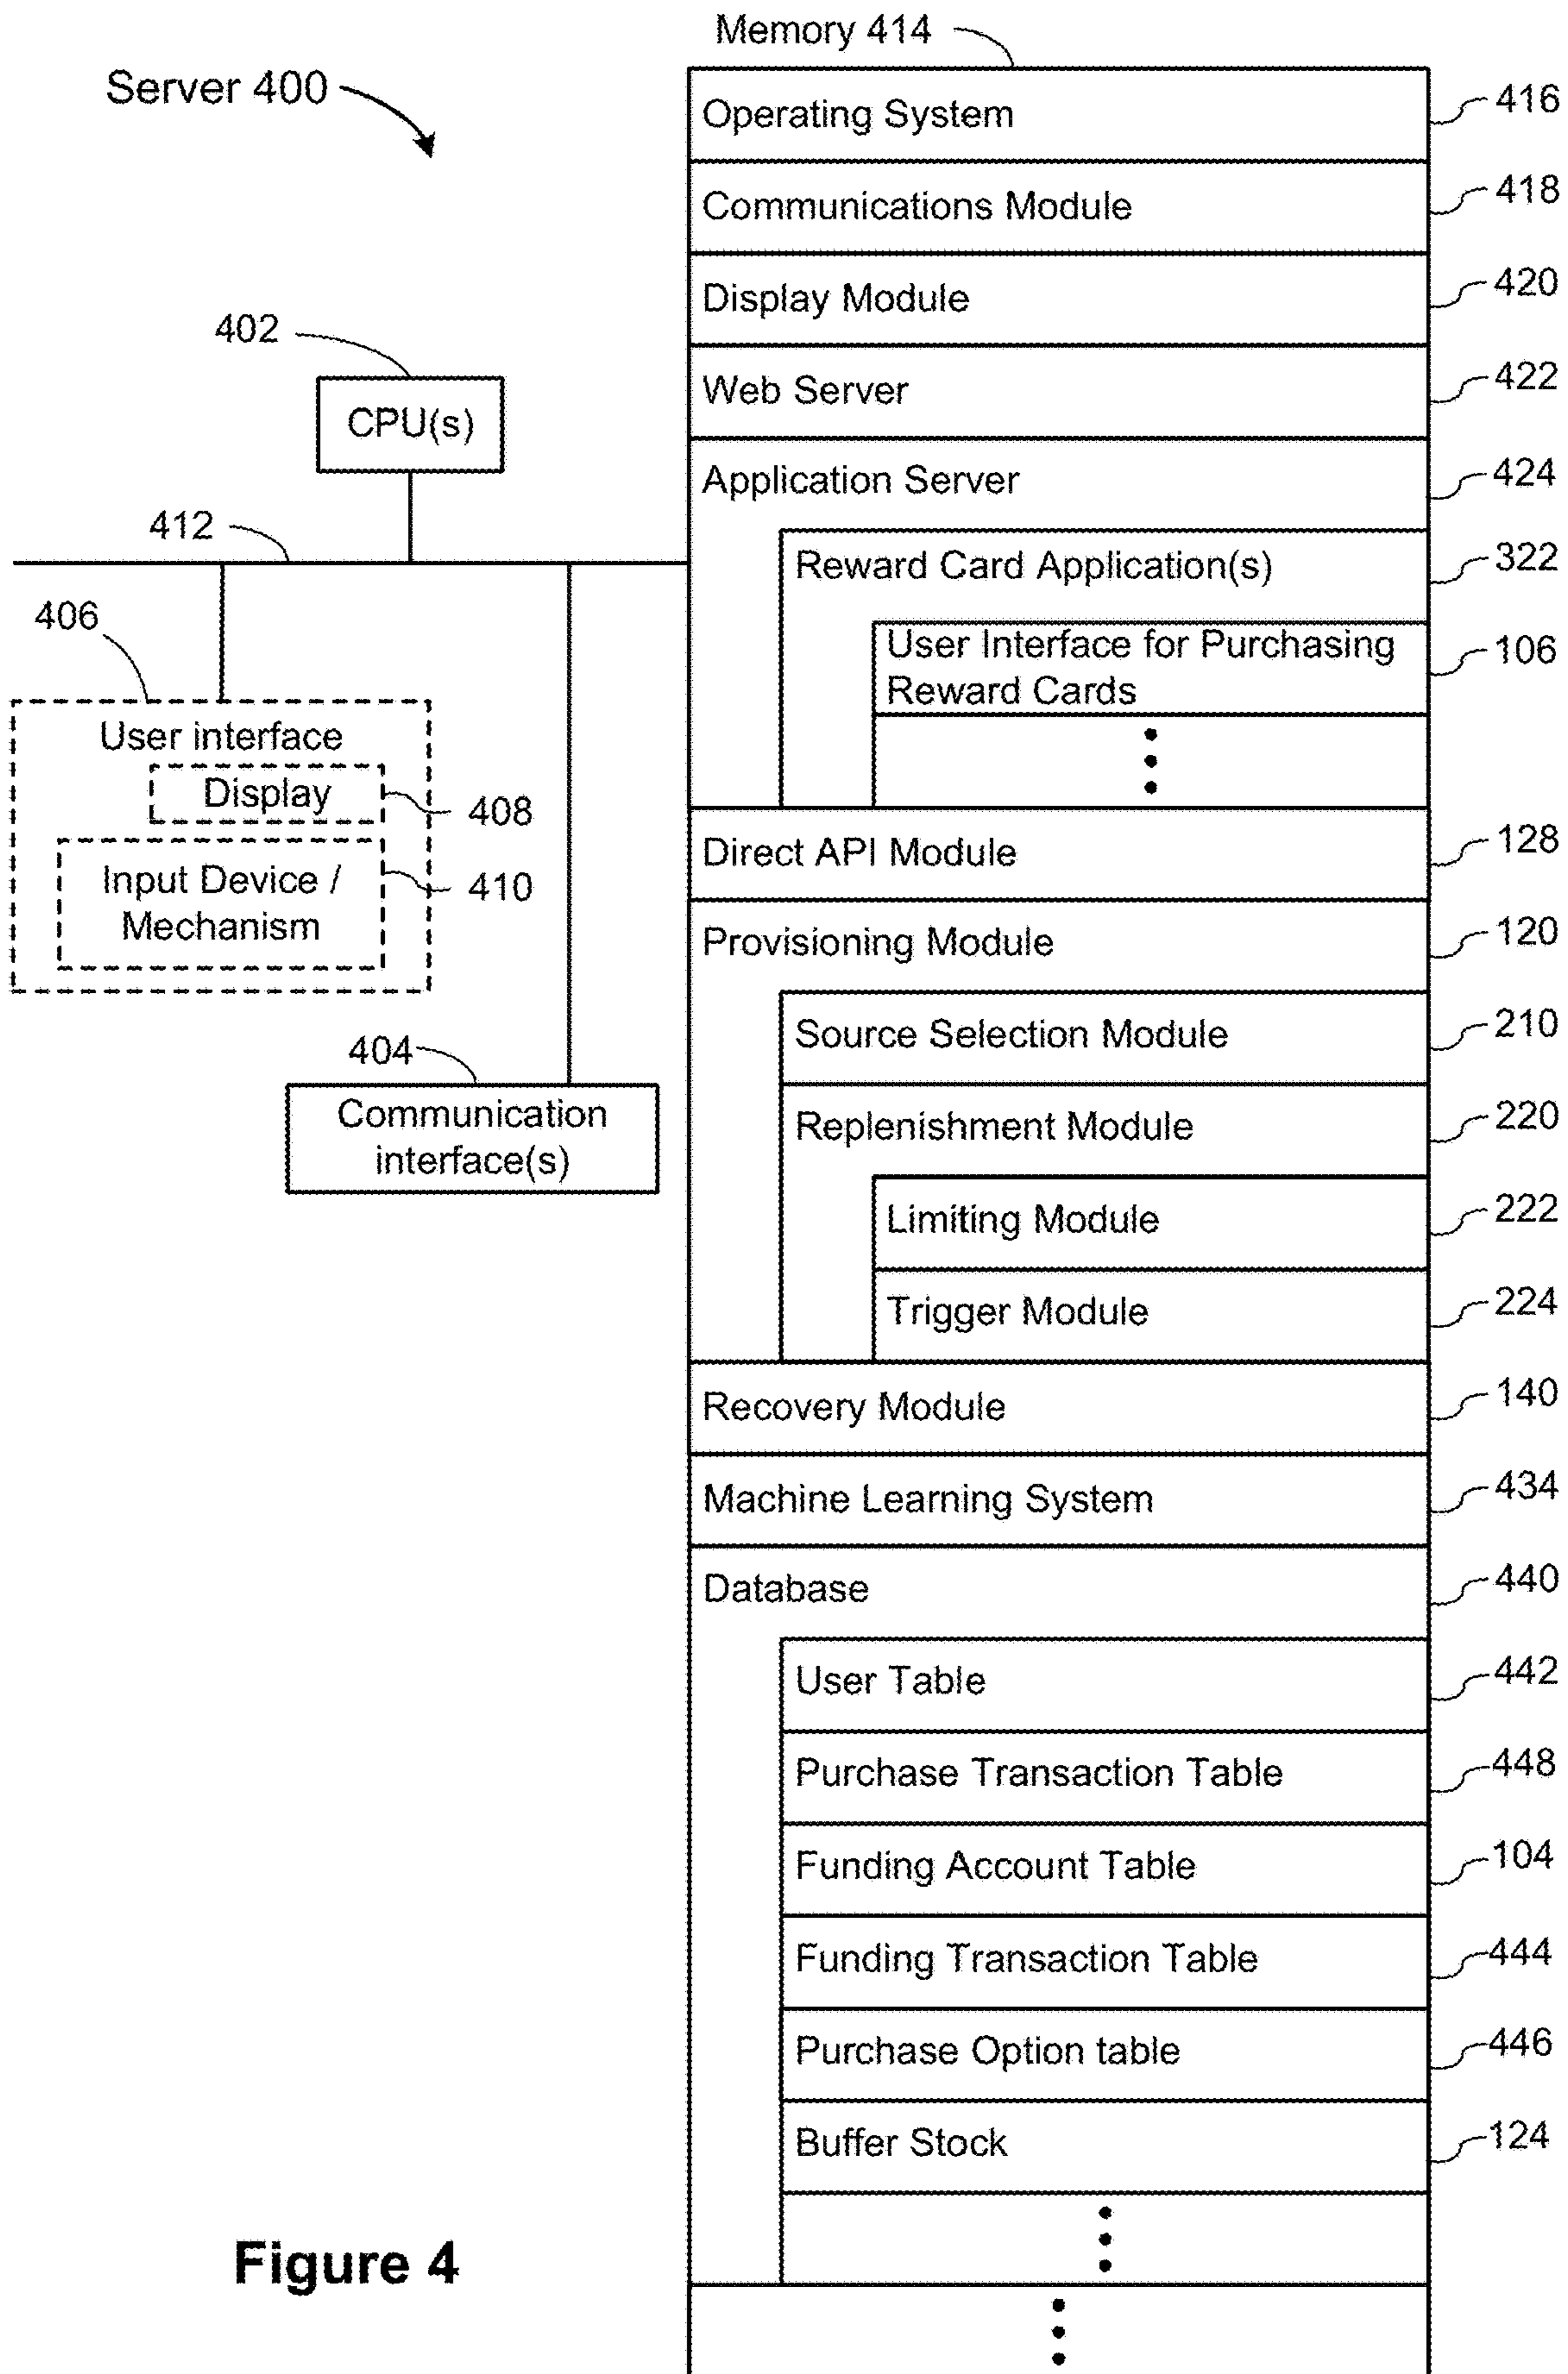 Memory 414
Server 400
Operating System
416
Communications Module
418
Display Module
420
Web Server
422
Application Server
424
Reward Card Application(s)
322
User Interface for Purchasing
Reward Cards
106
Direct API Module
128
Provisioning Module
120
Source Selection Module
210
Replenishment Module
220
Limiting Module
222
Trigger Module
224
Recovery Module
140
Machine Learning System
434
Database
440
User Table
442
Purchase Transaction Table
448
Funding Account Table
104
Funding Transaction Table
444
Purchase Option table
446
Buffer Stock
124
402
CPU(s)
412
406
User interface
Display
408
Input Device /
Mechanism
410
404
Communication
interface(s)
Figure 4